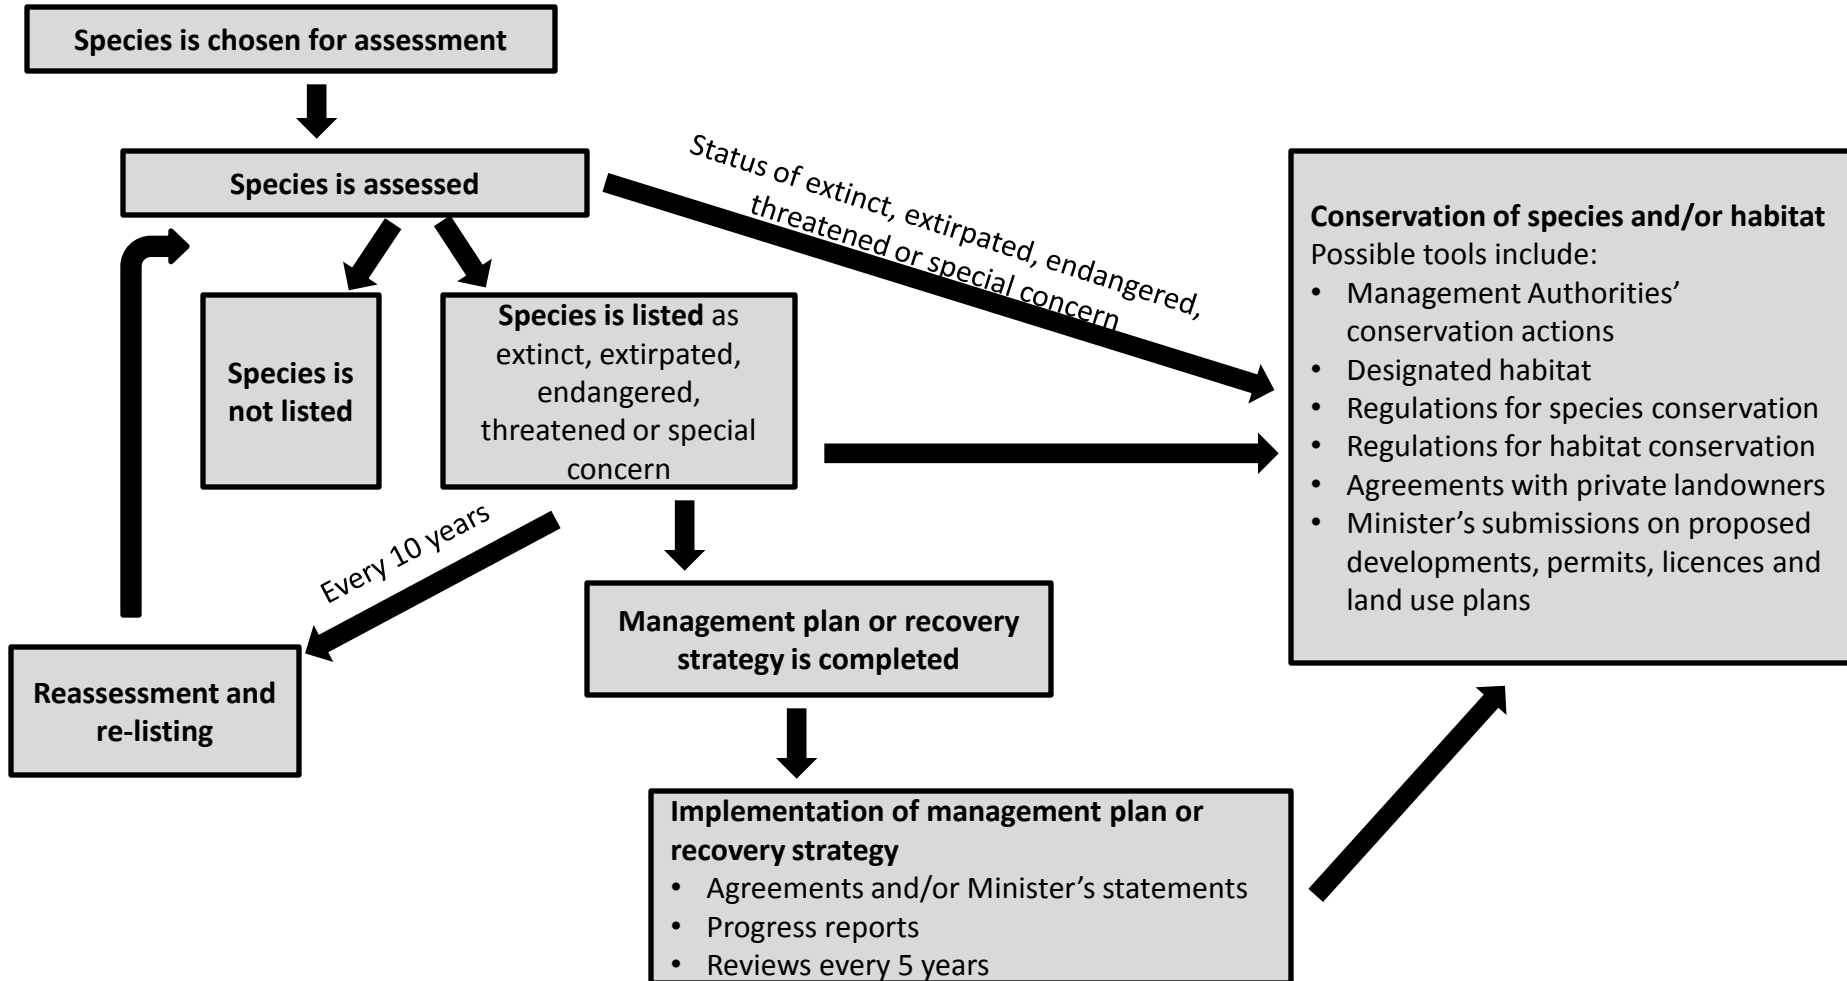 Species is chosen for assessment
Species is assessed
Status of extinct, extirpated, endangered,
threatened or special concern
Species is
not listed
Species is listed as
extinct, extirpated,
endangered,
threatened or special
concern
Conservation of species and/or habitat
Possible tools include:
• Management Authorities’
conservation actions
• Designated habitat
• Regulations for species conservation
• Regulations for habitat conservation
• Agreements with private landowners
• Minister’s submissions on proposed
developments, permits, licences and
land use plans
Every 10 years
Reassessment and
re-listing
Management plan or recovery
strategy is completed
Implementation of management plan or
recovery strategy
• Agreements and/or Minister’s statements
• Progress reports
• Reviews every 5 years